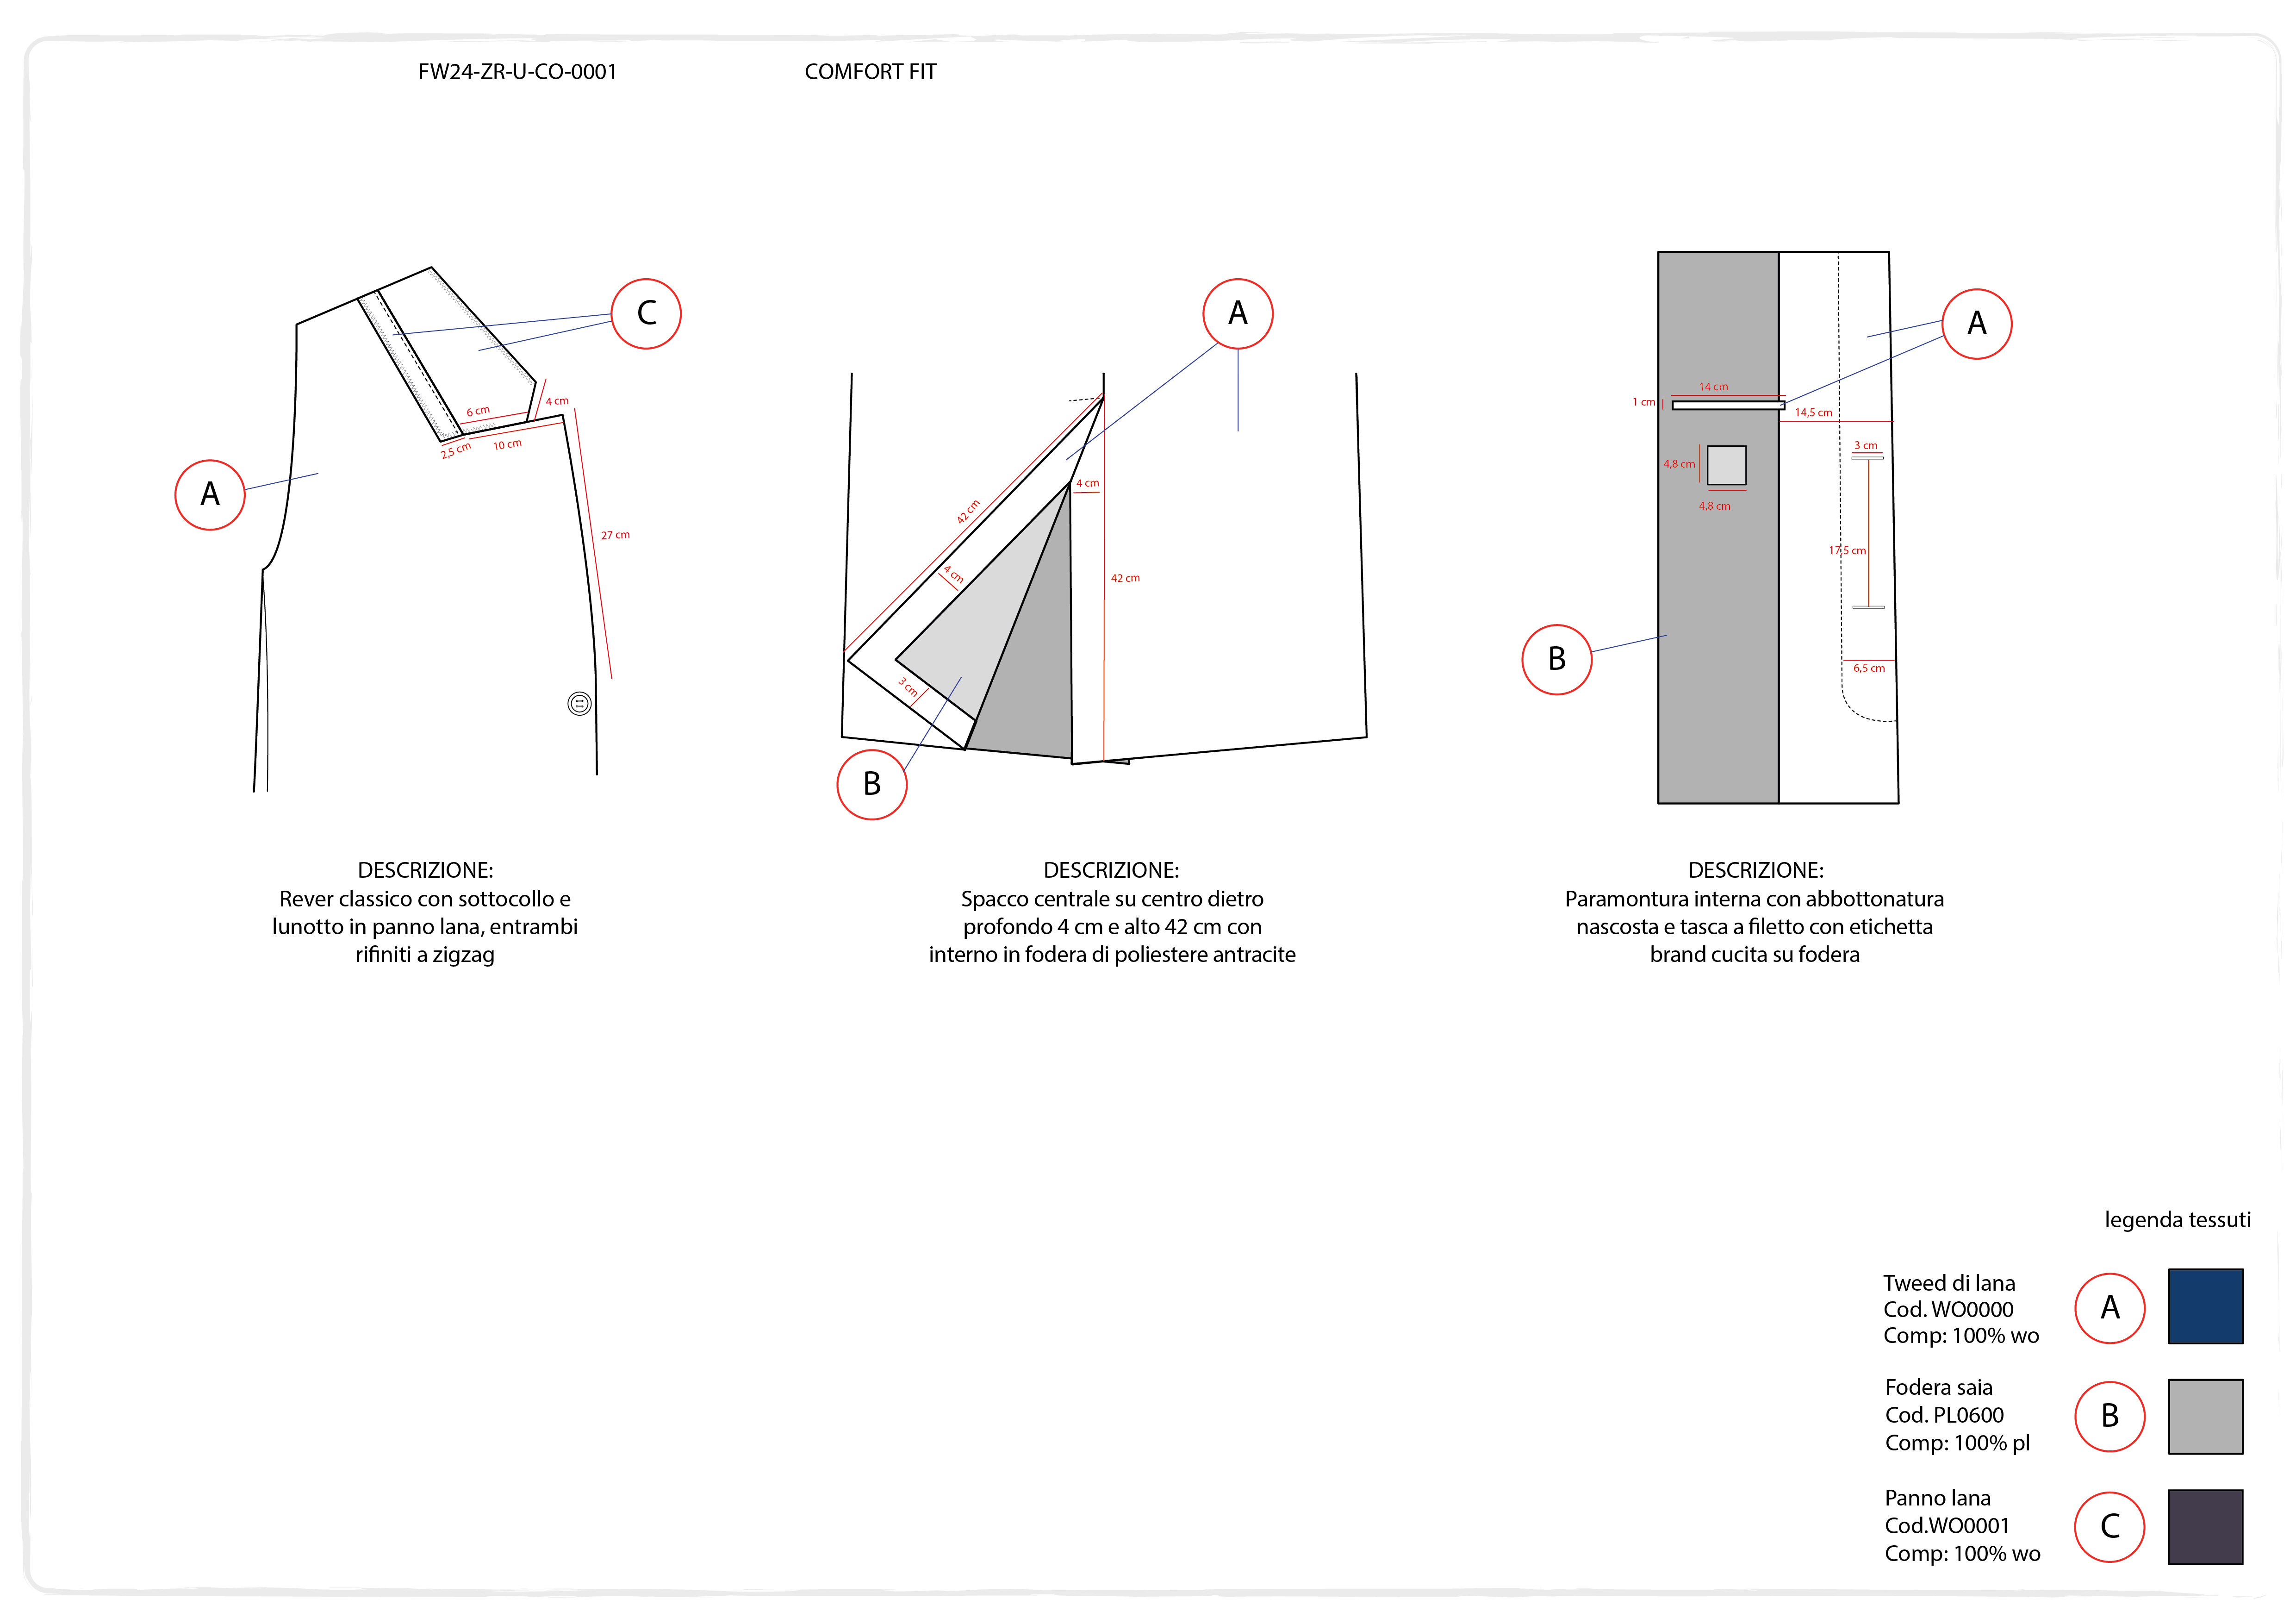 FW24-ZR-U-CO-0001
COMFORT FIT
C
A
6 cm
4 cm
2,5 cm
10 cm
27 cm
DESCRIZIONE:
Rever classico con sottocollo e
lunotto in panno lana, entrambi
rifiniti a zigzag
A
42 cm
4 cm
4 cm
42 cm
3 cm
B
DESCRIZIONE:
Spacco centrale su centro dietro
profondo 4 cm e alto 42 cm con
interno in fodera di poliestere antracite
A
14 cm
1 cm
14,5 cm
3 cm
4,8 cm
4,8 cm
17,5 cm
B
6,5 cm
DESCRIZIONE:
Paramontura interna con abbottonatura
nascosta e tasca a filetto con etichetta
brand cucita su fodera
legenda tessuti
Tweed di lana
Cod. WO0000
Comp: 100% wo
A
Fodera saia
Cod. PL0600
Comp: 100% pl
B
Panno lana
Cod.WO0001
Comp: 100% wo
C